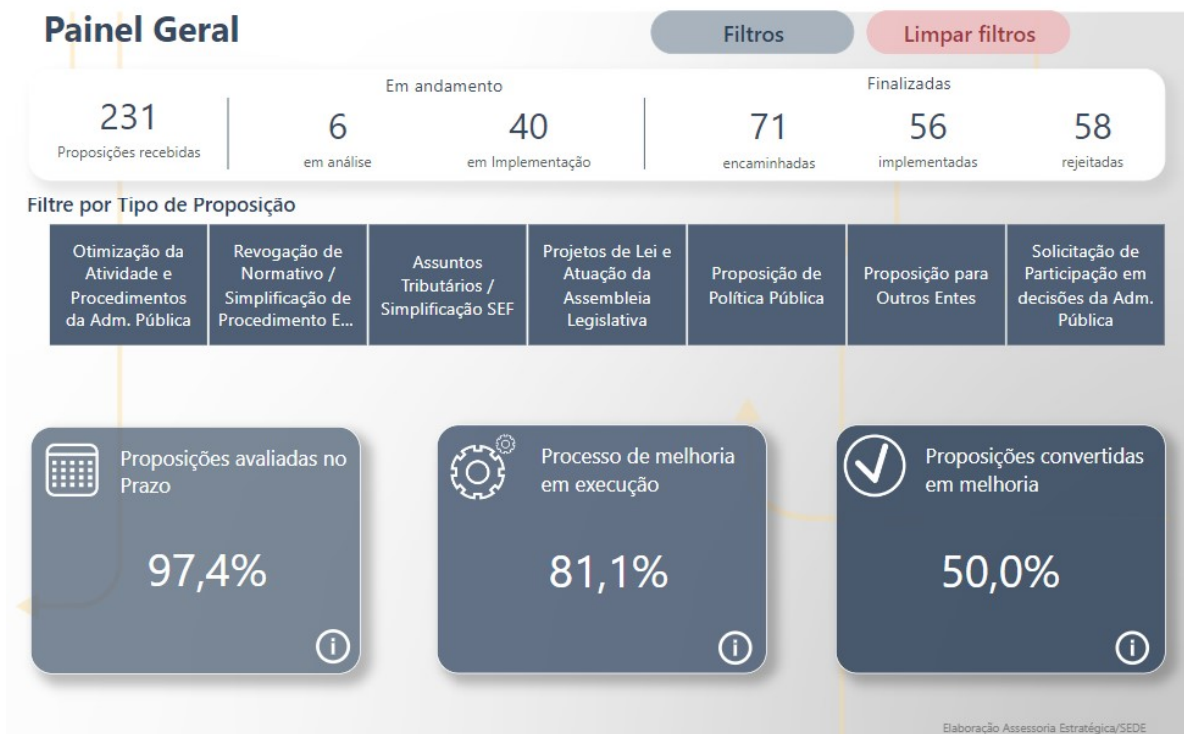 Painel Geral
Filtros
Limpar filtros
Em andamento
Finalizadas
231
6
40
71
56
58
Proposições recebidas
em análise
em Implementação
encaminhadas
implementadas
rejeitadas
Filtre por Tipo de Proposição
Otimização da
Atividade e
Procedimentos
da Adm. Pública
Revogação de
Normativo /
Simplificação de
Procedimento E...
Assuntos
Tributários /
Simplificação SEF
Projetos de Lei e
Atuação da
Assembleia
Legislativa
Proposição de
Política Pública
Proposição para
Outros Entes
Solicitação de
Participação em
decisões da Adm.
Pública
Proposições avaliadas no
Prazo
97,4%
Processo de melhoria
em execução
81,1%
Proposições convertidas
em melhoria
50,0%
Elaboração Assessoria Estratégica/SEDE